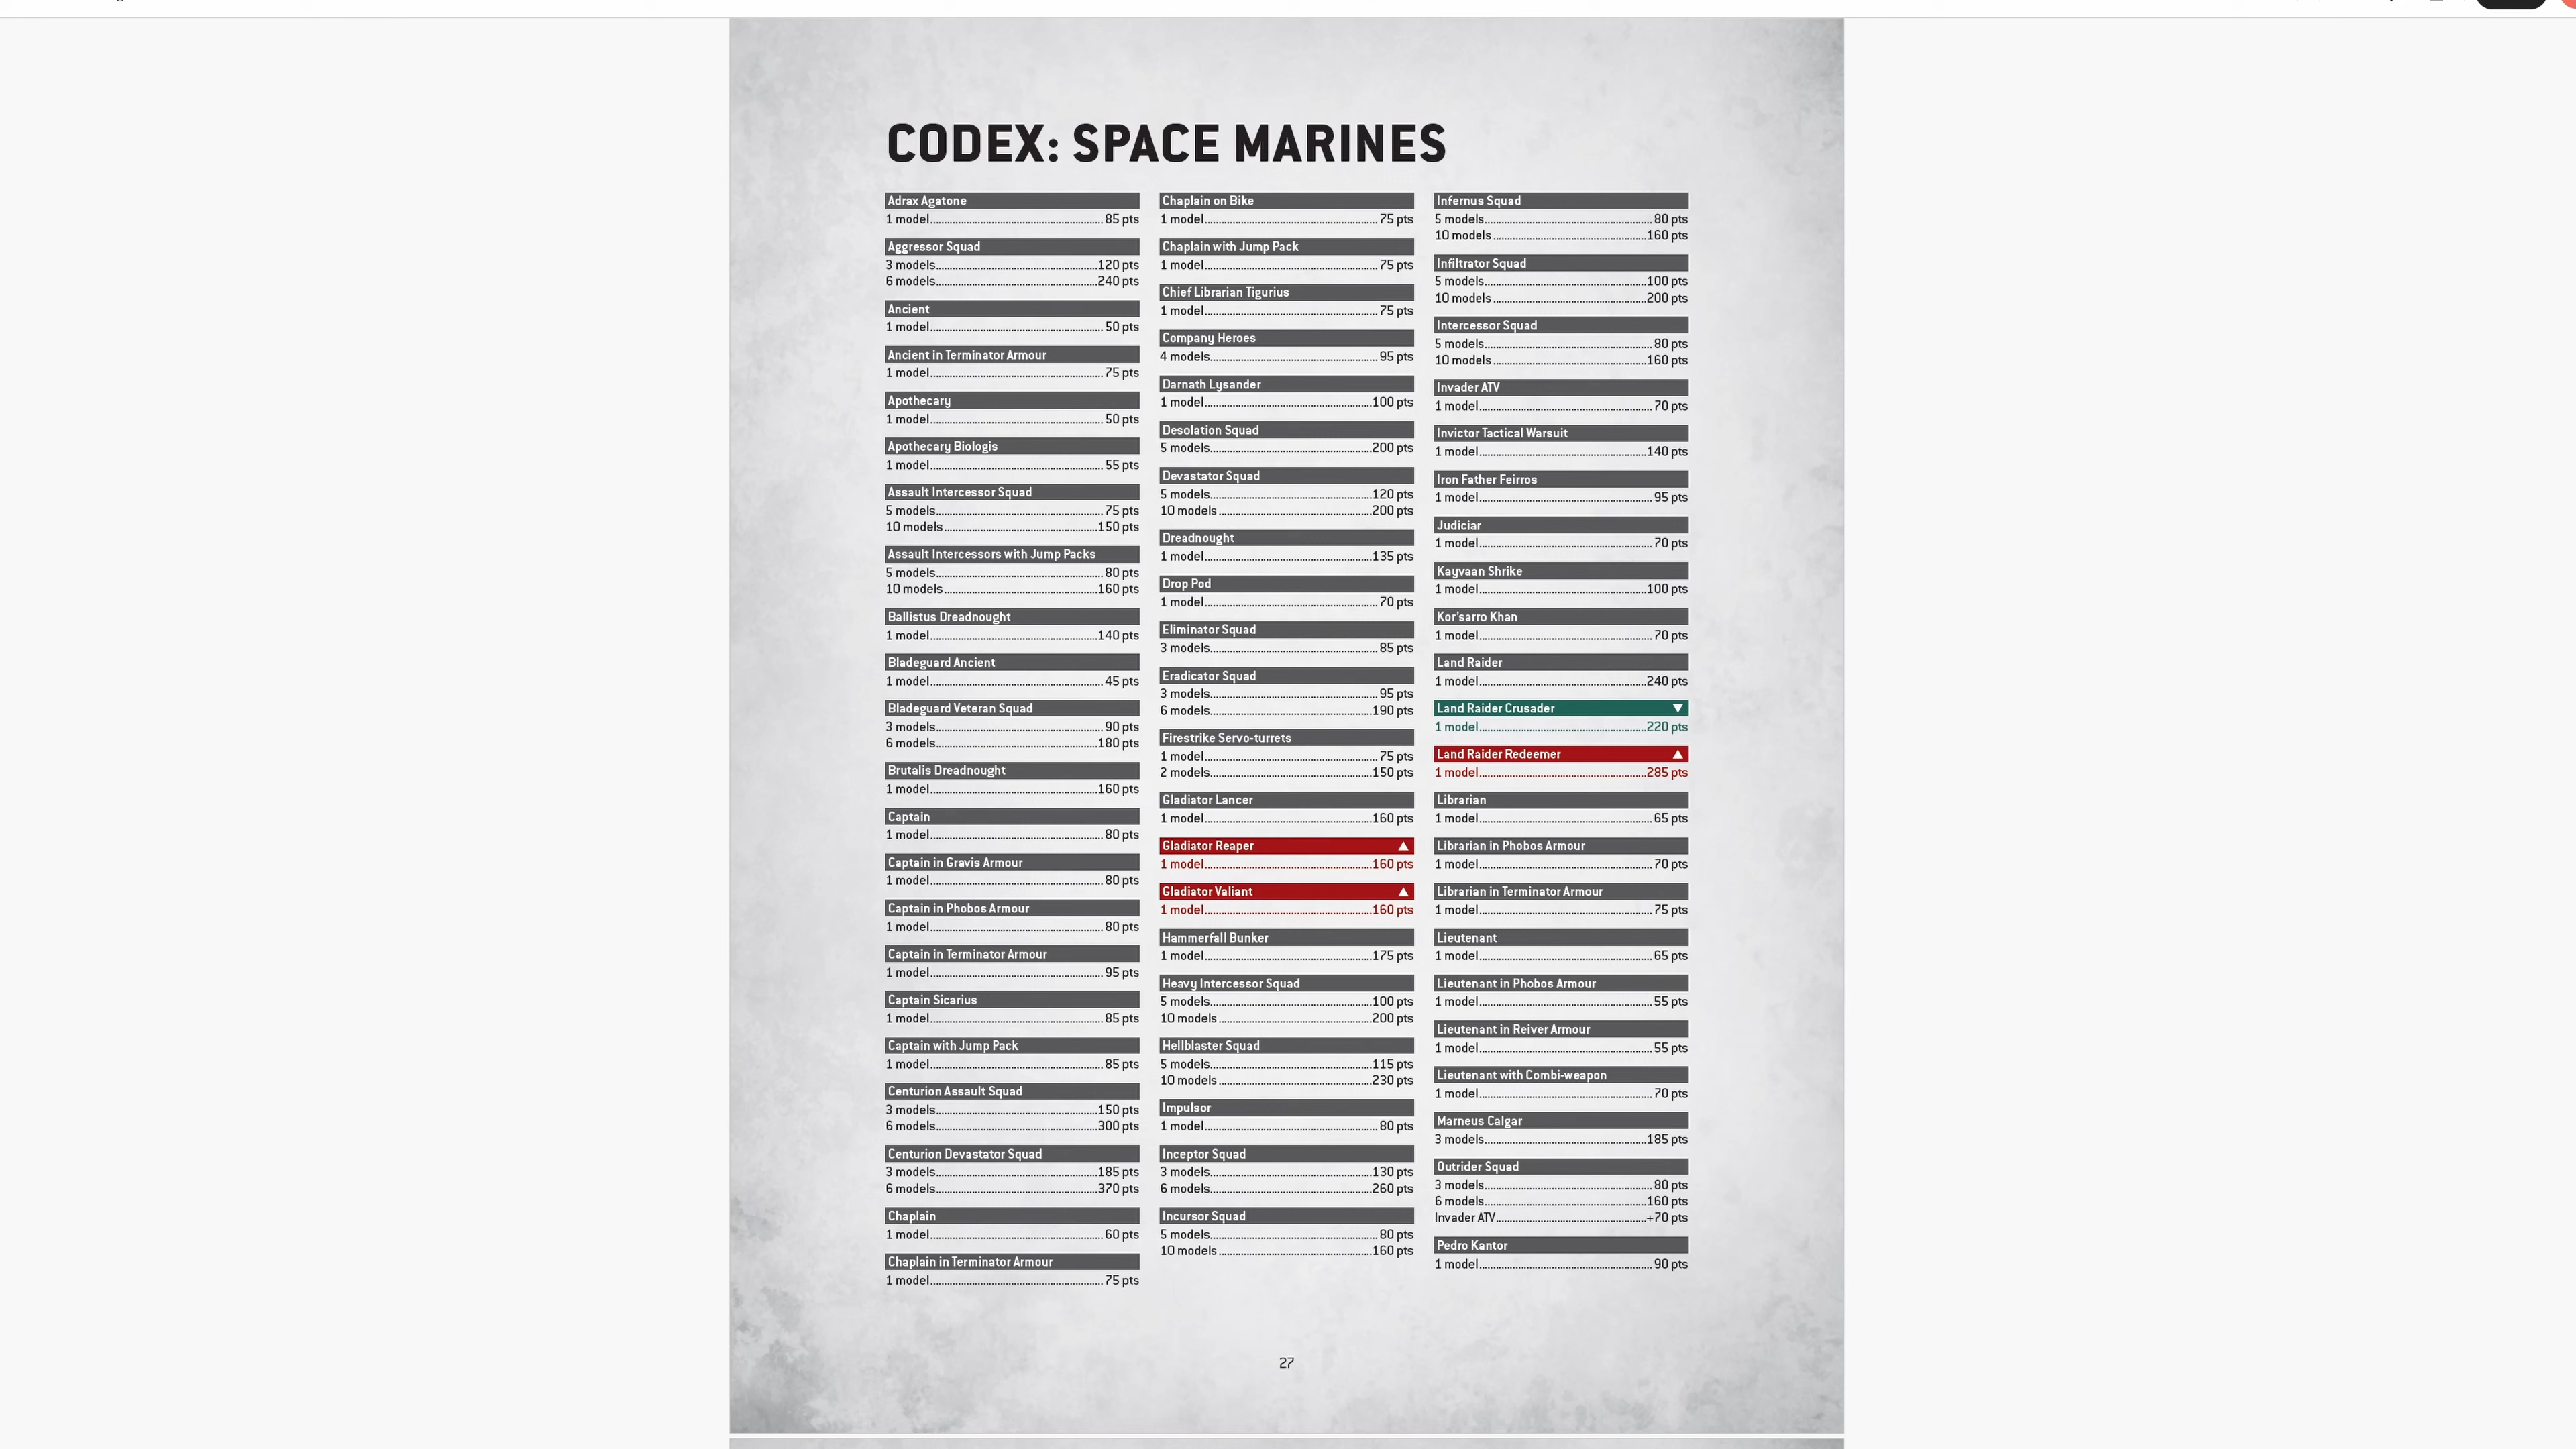 CODEX: SPACE MARINES
Adrax Agatone
1 model 85 pts
Aggressor Squad
3 models 120 pts
6 models 240 pts
Ancient
1 model 50 pts
Ancient in Terminator Armour
1 model 75 pts
Apothecary
1 model 50 pts
Apothecary Biologis
1 model 55 pts
Assault Intercessor Squad
5 models 75 pts
10 models 150 pts
Assault Intercessors with Jump Packs
5 models 80 pts
10 models 160 pts
Ballistus Dreadnought
1 model 140 pts
Bladeguard Ancient
1 model 45 pts
Bladeguard Veteran Squad
3 models 90 pts
6 models 180 pts
Brutalis Dreadnought
1 model 160 pts
Captain
1 model 80 pts
Captain in Gravis Armour
1 model 80 pts
Captain in Phobos Armour
1 model 80 pts
Captain in Terminator Armour
1 model 95 pts
Captain Sicarius
1 model 85 pts
Captain with Jump Pack
1 model 85 pts
Centurion Assault Squad
3 models 150 pts
6 models 300 pts
Centurion Devastator Squad
3 models 185 pts
6 models 370 pts
Chaplain
1 model 60 pts
Chaplain in Terminator Armour
1 model 75 pts
Chaplain on Bike
1 model 75 pts
Chaplain with Jump Pack
1 model 75 pts
Chief Librarian Tigurius
1 model 75 pts
Company Heroes
4 models 95 pts
Darnath Lysander
1 model 100 pts
Desolation Squad
5 models 200 pts
Devastator Squad
5 models 120 pts
10 models 200 pts
Dreadnought
1 model 135 pts
Drop Pod
1 model 70 pts
Eliminator Squad
3 models 85 pts
Eradicator Squad
3 models 95 pts
6 models 190 pts
Firestrike Servo-turrets
1 model 75 pts
2 models 150 pts
Gladiator Lancer
1 model 160 pts
Gladiator Reaper ▲
1 model 160 pts
Gladiator Valiant ▲
1 model 160 pts
Hammerfall Bunker
1 model 175 pts
Heavy Intercessor Squad
5 models 100 pts
10 models 200 pts
Hellblaster Squad
5 models 115 pts
10 models 230 pts
Impulsor
1 model 80 pts
Inceptor Squad
3 models 130 pts
6 models 260 pts
Incursor Squad
5 models 80 pts
10 models 160 pts
Infernus Squad
5 models 80 pts
10 models 160 pts
Infiltrator Squad
5 models 100 pts
10 models 200 pts
Intercessor Squad
5 models 80 pts
10 models 160 pts
Invader ATV
1 model 70 pts
Invictor Tactical Warsuit
1 model 140 pts
Iron Father Feirros
1 model 95 pts
Judiciar
1 model 70 pts
Kayvaan Shrike
1 model 100 pts
Kor'sarro Khan
1 model 70 pts
Land Raider
1 model 240 pts
Land Raider Crusader ▼
1 model 220 pts
Land Raider Redeemer ▲
1 model 285 pts
Librarian
1 model 65 pts
Librarian in Phobos Armour
1 model 70 pts
Librarian in Terminator Armour
1 model 75 pts
Lieutenant
1 model 65 pts
Lieutenant in Phobos Armour
1 model 55 pts
Lieutenant in Reiver Armour
1 model 55 pts
Lieutenant with Combi-weapon
1 model 70 pts
Marneus Calgar
3 models 185 pts
Outrider Squad
3 models 80 pts
6 models 160 pts
Invader ATV +70 pts
Pedro Kantor
1 model 90 pts
27